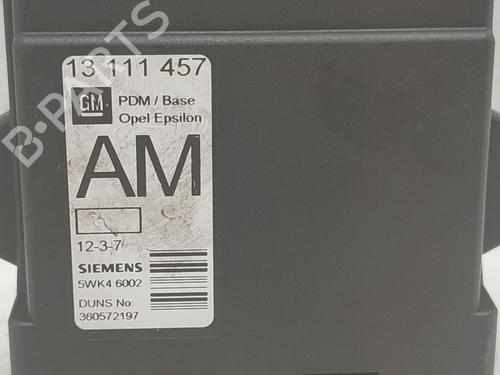 13 111 457
GM
PDM / Base
Opel Epsilon
AM
12-3-7
SIEMENS
5WK4 6002
DUNS No:
360572197
B-PARTS